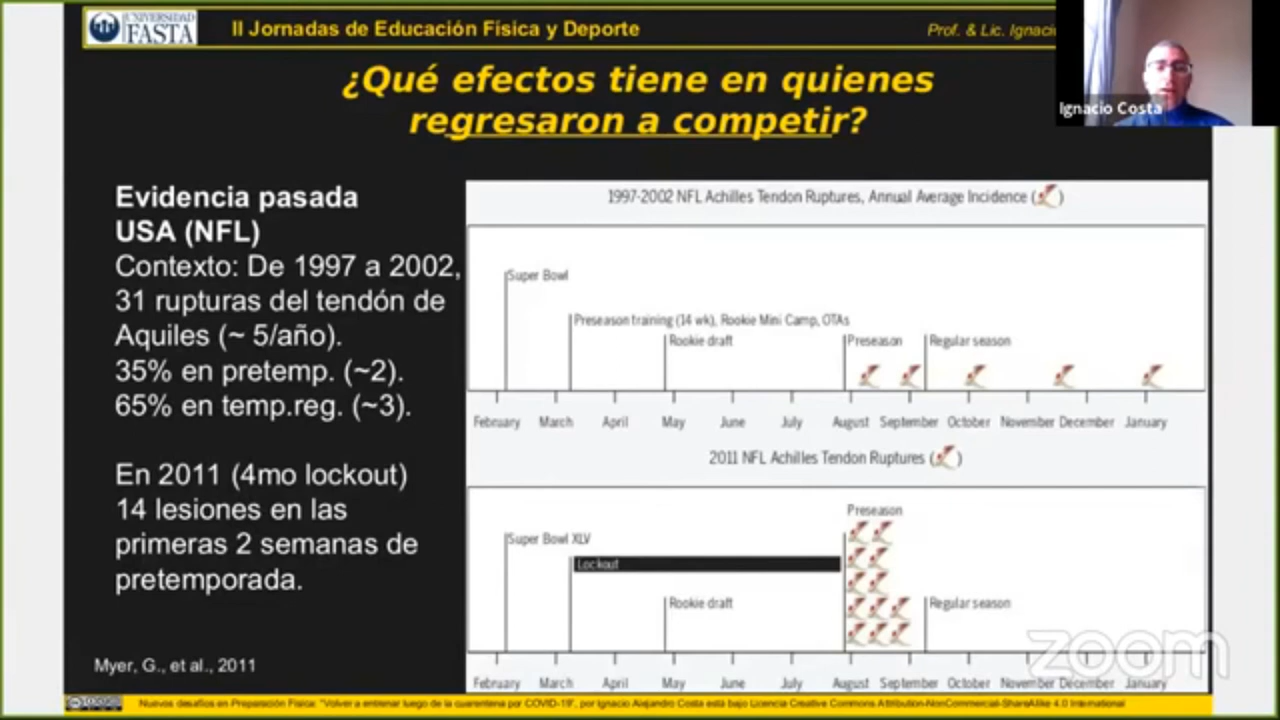 UNIVERSIDAD
FASTA
II Jornadas de Educación Física y Deporte
Prof. & Lic. Ignacio
Ignacio Costa
¿Qué efectos tiene en quienes
regresaron a competir?
Evidencia pasada
USA (NFL)
Contexto: De 1997 a 2002,
31 rupturas del tendón de
Aquiles (~ 5/año).
35% en pretemp. (~2).
65% en temp.reg. (~3).
En 2011 (4mo lockout)
14 lesiones en las
primeras 2 semanas de
pretemporada.
Myer, G., et al., 2011
1997-2002 NFL Achilles Tendon Ruptures, Annual Average Incidence ( )
Super Bowl
Preseason training (14 wk), Rookie Mini Camp, OTAs
Rookie draft
Preseason
Regular season
February March April May June July August September October November December January
2011 NFL Achilles Tendon Ruptures ( )
Preseason
Super Bowl XLV
Lockout
Rookie draft
Regular season
February March April May June July August September October November December January
zoom
Nuevos desafíos en Preparación Física: "Volver a entrenar luego de la cuarentena por COVID-19", por Ignacio Alejandro Costa está bajo Licencia Creative Commons Attribution-NonCommercial-ShareAlike 4.0 International